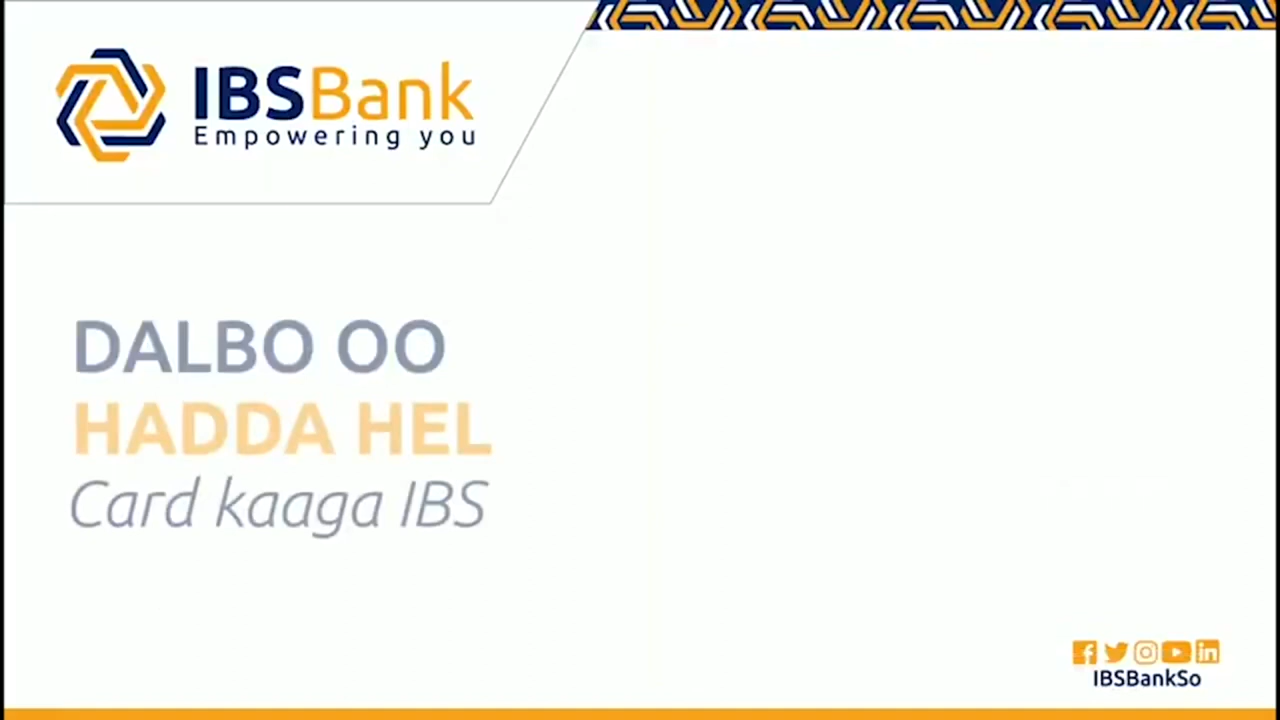 IBSBank
Empowering you
DALBO OO
HADDA HEL
Card kaaga IBS
IBSBankSo